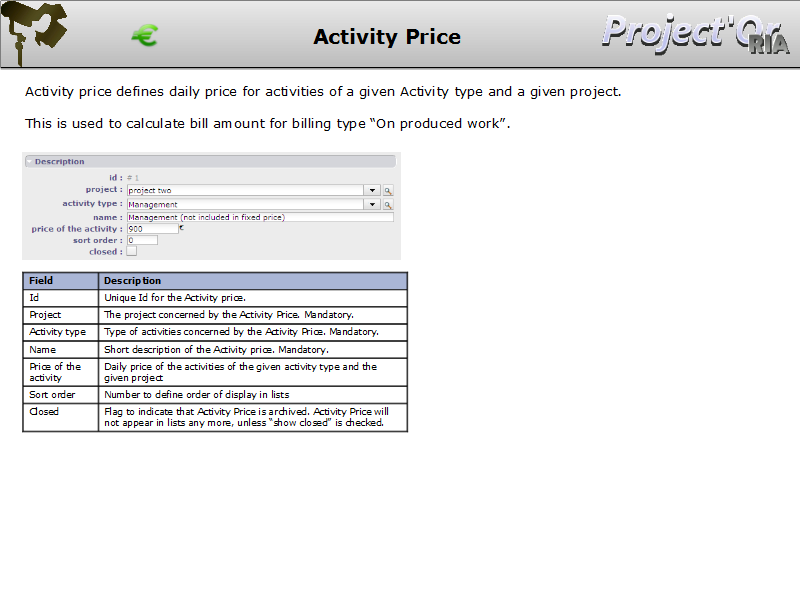 Activity Price
Project'Or
RIA
Activity price defines daily price for activities of a given Activity type and a given project.
This is used to calculate bill amount for billing type “On produced work”.
Description
id : # 1
project : project two
activity type : Management
name : Management (not included in fixed price)
price of the activity : 900 €
sort order : 0
closed :
Field Description
Id Unique Id for the Activity price.
Project The project concerned by the Activity Price. Mandatory.
Activity type Type of activities concerned by the Activity Price. Mandatory.
Name Short description of the Activity price. Mandatory.
Price of the Daily price of the activities of the given activity type and the
activity given project
Sort order Number to define order of display in lists
Closed Flag to indicate that Activity Price is archived. Activity Price will
not appear in lists any more, unless “show closed” is checked.